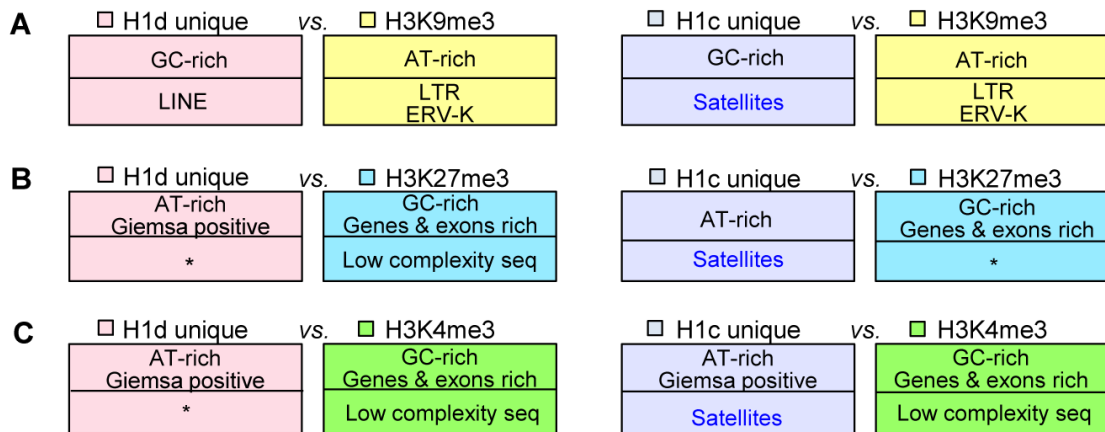 A
H1d unique vs. H3K9me3
GC-rich AT-rich
LINE LTR
ERV-K
H1c unique vs. H3K9me3
GC-rich AT-rich
Satellites LTR
ERV-K
B
H1d unique vs. H3K27me3
AT-rich GC-rich
Giemsa positive Genes & exons rich
* Low complexity seq
H1c unique vs. H3K27me3
AT-rich GC-rich
Genes & exons rich
Satellites *
C
H1d unique vs. H3K4me3
AT-rich GC-rich
Giemsa positive Genes & exons rich
* Low complexity seq
H1c unique vs. H3K4me3
AT-rich GC-rich
Giemsa positive Genes & exons rich
Satellites Low complexity seq